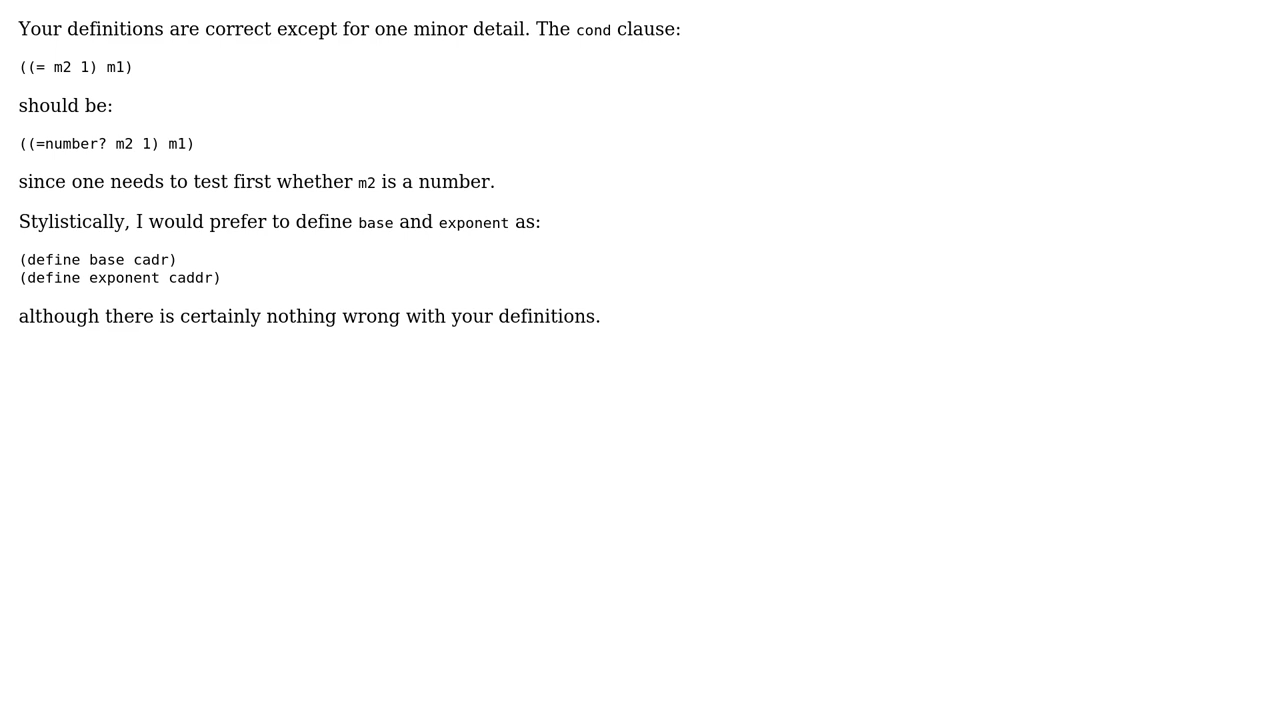 Your definitions are correct except for one minor detail. The cond clause:
((= m2 1) m1)
should be:
((=number? m2 1) m1)
since one needs to test first whether m2 is a number.
Stylistically, I would prefer to define base and exponent as:
(define base cadr)
(define exponent caddr)
although there is certainly nothing wrong with your definitions.